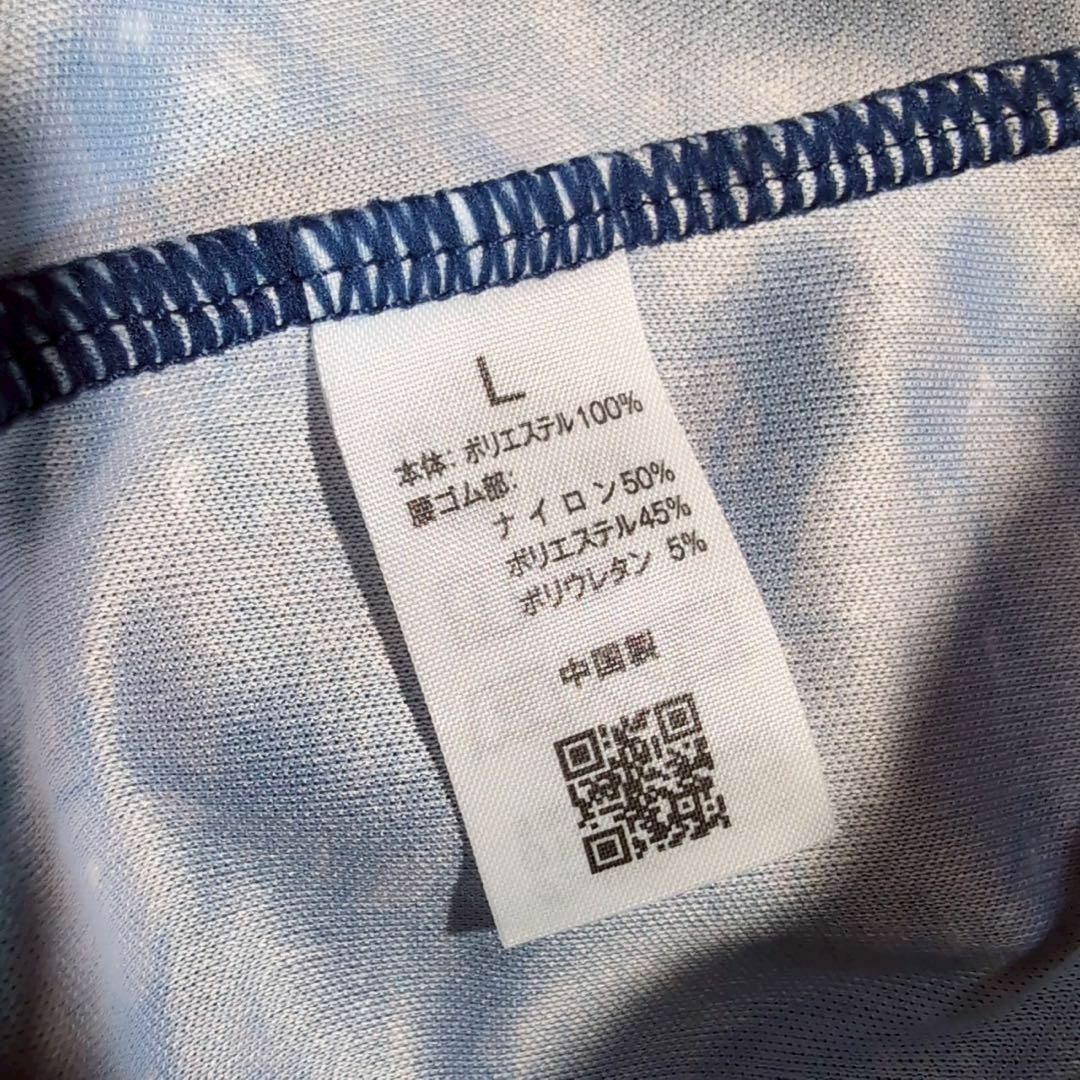 L
本体: ポリエステル100%
腰ゴム部:
ナイロン50%
ポリエステル45%
ポリウレタン 5%
中国製